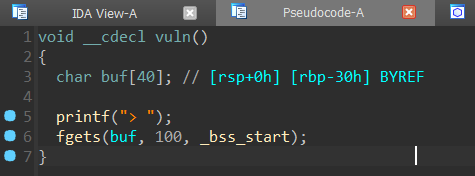 IDA View-A Pseudocode-A
1 void __cdecl vuln()
2 {
3 char buf[40]; // [rsp+0h] [rbp-30h] BYREF
4
5 printf("> ");
6 fgets(buf, 100, _bss_start);
7 }